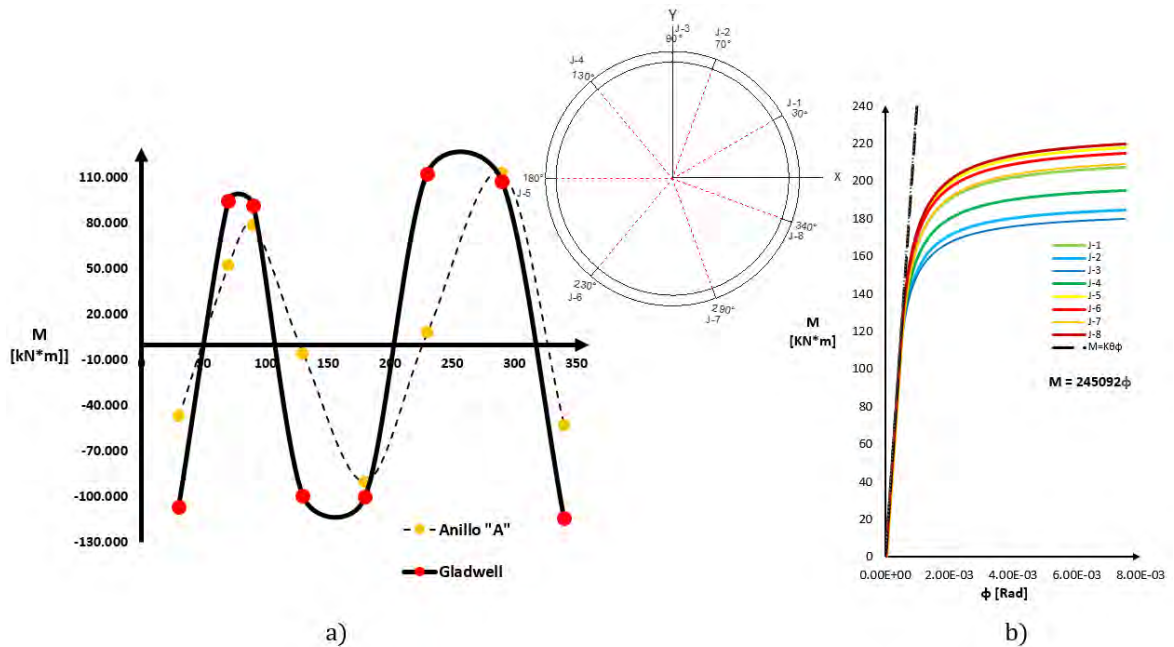 110.000
80.000
50.000
20.000
-10.000
-40.000
-70.000
-100.000
-130.000
M
[kN*m]]
0
50
100
150
200
250
300
350
Anillo "A"
Gladwell
a)
Y
J-3
90°
J-2
70°
J-4
130°
J-1
30°
X
180°
J-5
340°
J-8
230°
J-6
290°
J-7
240
220
200
180
160
140
120
100
80
60
40
20
0
M
[KN*m]
J-1
J-2
J-3
J-4
J-5
J-6
J-7
J-8
M=Kθϕ
M = 245092ϕ
0.00E+00
2.00E-03
4.00E-03
6.00E-03
8.00E-03
ϕ [Rad]
b)